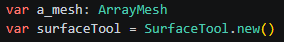 var a_mesh: ArrayMesh
var surfaceTool = SurfaceTool.new()